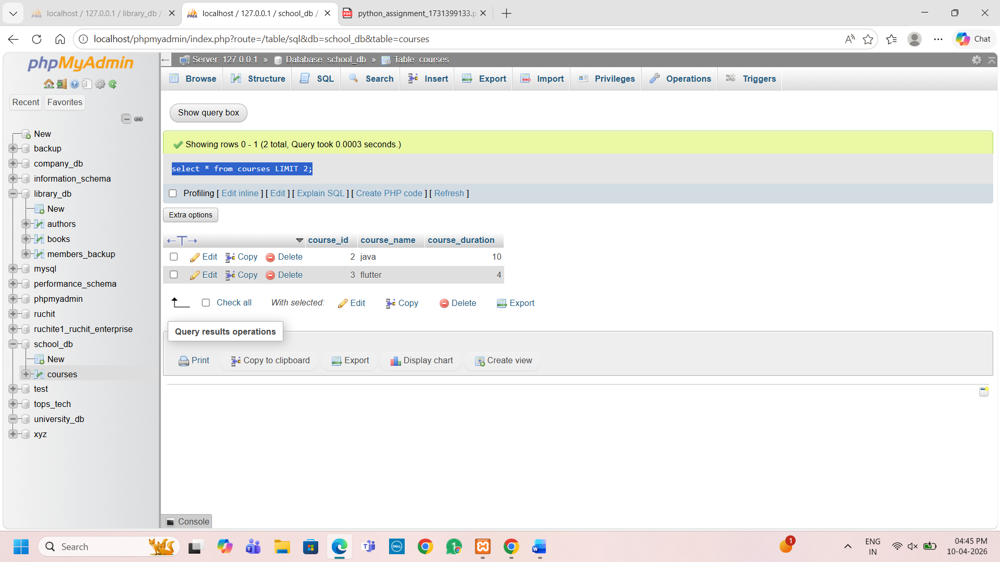 localhost / 127.0.0.1 / library_db /
localhost / 127.0.0.1 / school_db /
python_assignment_1731399133.p
localhost/phpmyadmin/index.php?route=/table/sql&db=school_db&table=courses
Chat
phpMyAdmin
Recent
Favorites
New
backup
company_db
information_schema
library_db
New
authors
books
members_backup
mysql
performance_schema
phpmyadmin
ruchit
ruchite1_ruchit_enterprise
school_db
New
courses
test
tops_tech
university_db
xyz
Server: 127.0.0.1 » Database: school_db » Table: courses
Browse Structure SQL Search Insert Export Import Privileges Operations Triggers
Show query box
Showing rows 0 - 1 (2 total, Query took 0.0003 seconds.)
select * from courses LIMIT 2;
Profiling [ Edit inline ] [ Edit ] [ Explain SQL ] [ Create PHP code ] [ Refresh ]
Extra options
course_id course_name course_duration
Edit Copy Delete 2 java 10
Edit Copy Delete 3 flutter 4
Check all With selected: Edit Copy Delete Export
Query results operations
Print Copy to clipboard Export Display chart Create view
Console
Search
DELL
1
ENG
IN
04:45 PM
10-04-2026